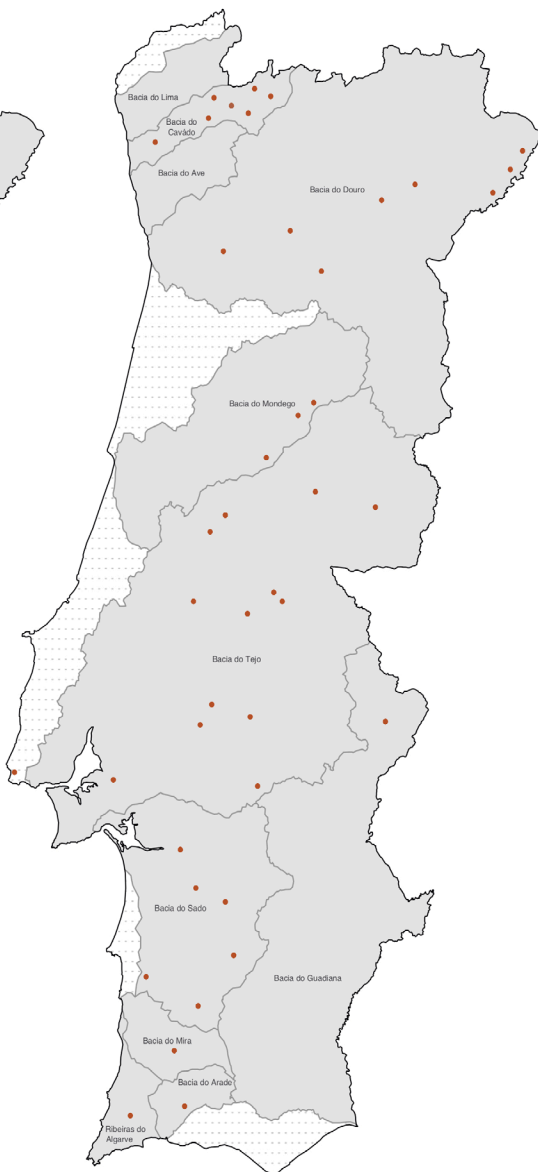 Bacia do Lima
Bacia do
Cavádo
Bacia do Ave
Bacia do Douro
Bacia do Mondego
Bacia do Tejo
Bacia do Sado
Bacia do Guadiana
Bacia do Mira
Bacia do Arade
Ribeiras do
Algarve